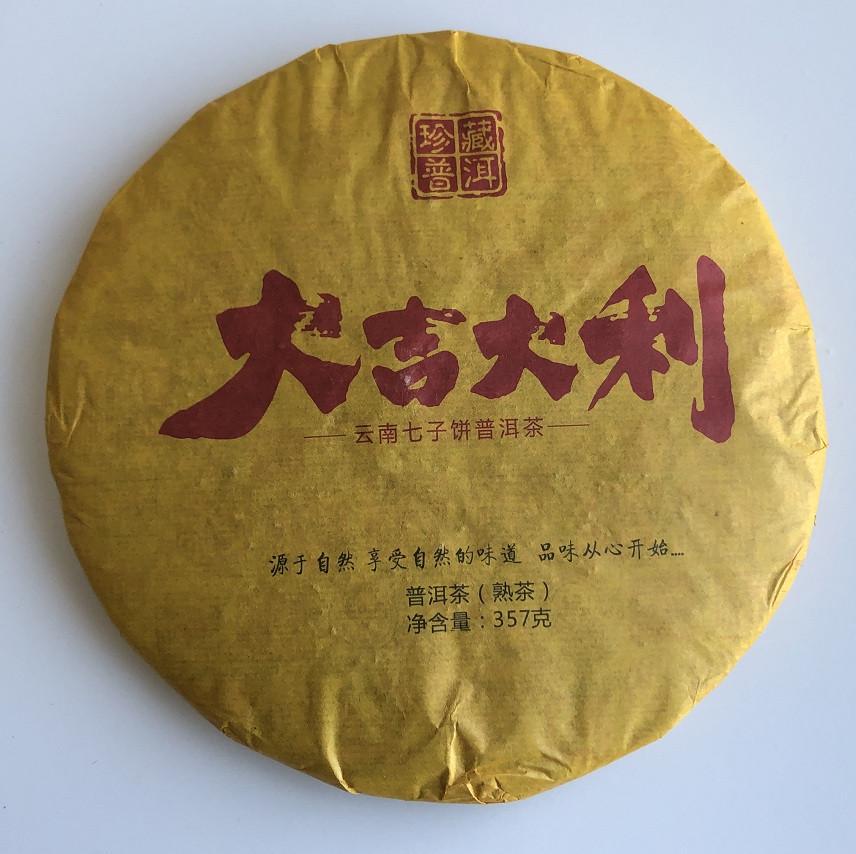 珍藏
普洱
大吉大利
云南七子饼普洱茶
源于自然 享受自然的味道 品味从心开始....
普洱茶（熟茶）
净含量：357克